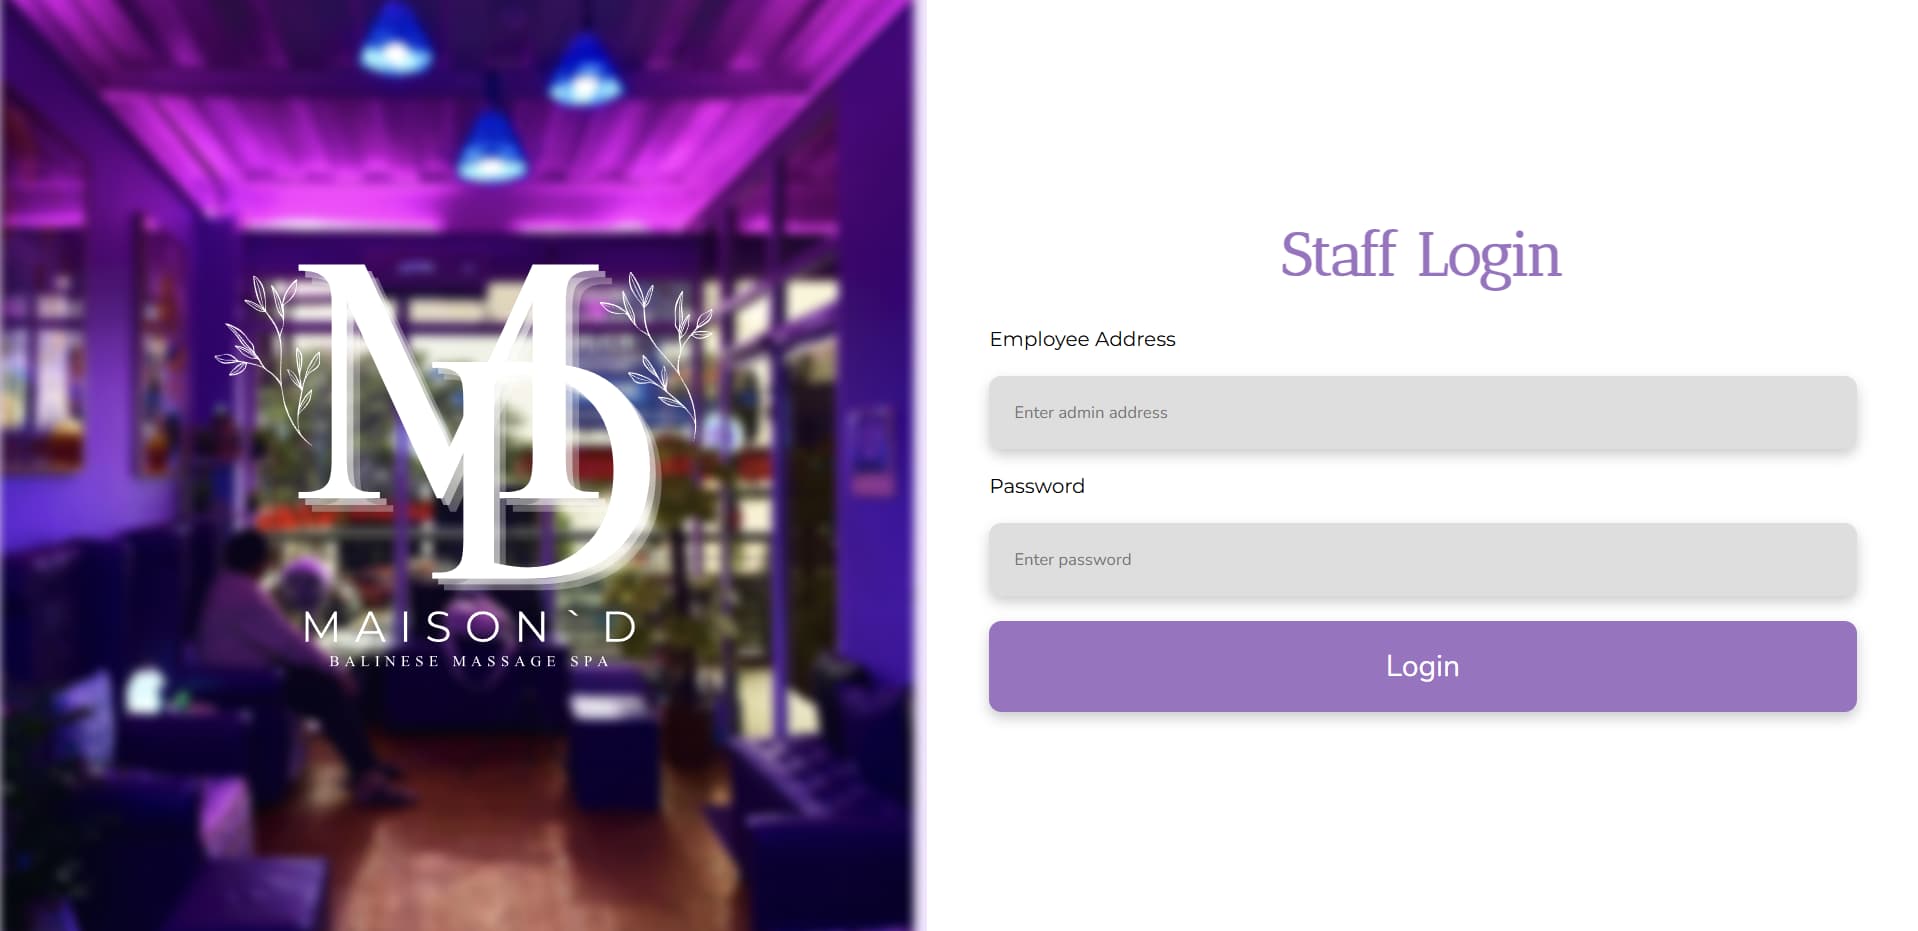 MD
MAISON`D
BALINESE MASSAGE SPA
Staff Login
Employee Address
Enter admin address
Password
Enter password
Login